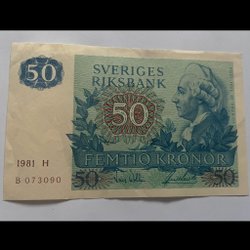 50
SVERIGES
RIKSBANK
50
1981 H
FEMTIO KRONOR
B 073090
50
50